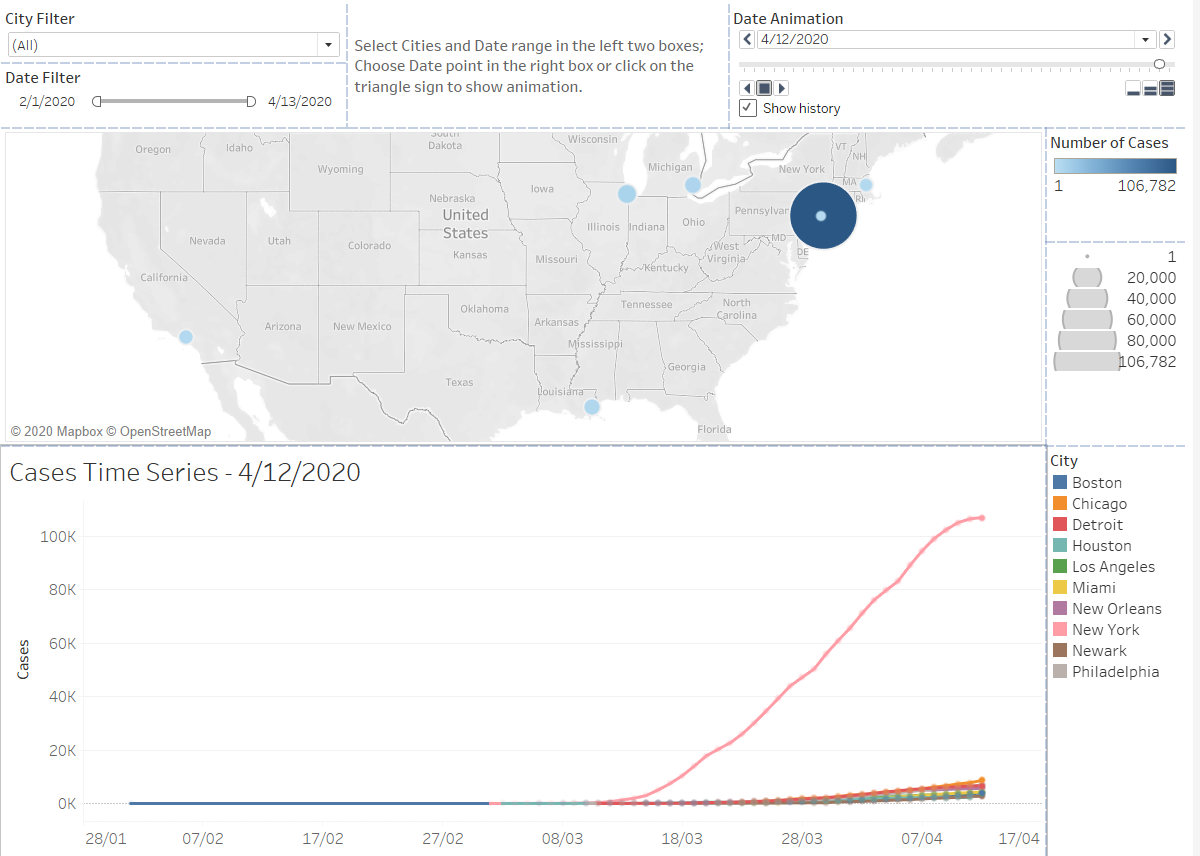 City Filter
(All)
Date Filter
2/1/2020
4/13/2020
Select Cities and Date range in the left two boxes;
Choose Date point in the right box or click on the
triangle sign to show animation.
Date Animation
4/12/2020
Show history
Oregon
Idaho
Wyoming
South
Dakota
Wisconsin
Michigan
New York
VT
NH
MA
RI
Iowa
Nebraska
United
States
Nevada
Utah
Colorado
Kansas
Illinois
Indiana
Ohio
Pennsylvan
MD
DE
West
Virginia
California
Missouri
Kentucky
Arizona
New Mexico
Oklahoma
Arkansas
Tennessee
North
Carolina
Mississippi
Georgia
Texas
Louisiana
Florida
© 2020 Mapbox © OpenStreetMap
Number of Cases
1
106,782
1
20,000
40,000
60,000
80,000
106,782
Cases Time Series - 4/12/2020
Cases
100K
80K
60K
40K
20K
0K
28/01
07/02
17/02
27/02
08/03
18/03
28/03
07/04
17/04
City
Boston
Chicago
Detroit
Houston
Los Angeles
Miami
New Orleans
New York
Newark
Philadelphia